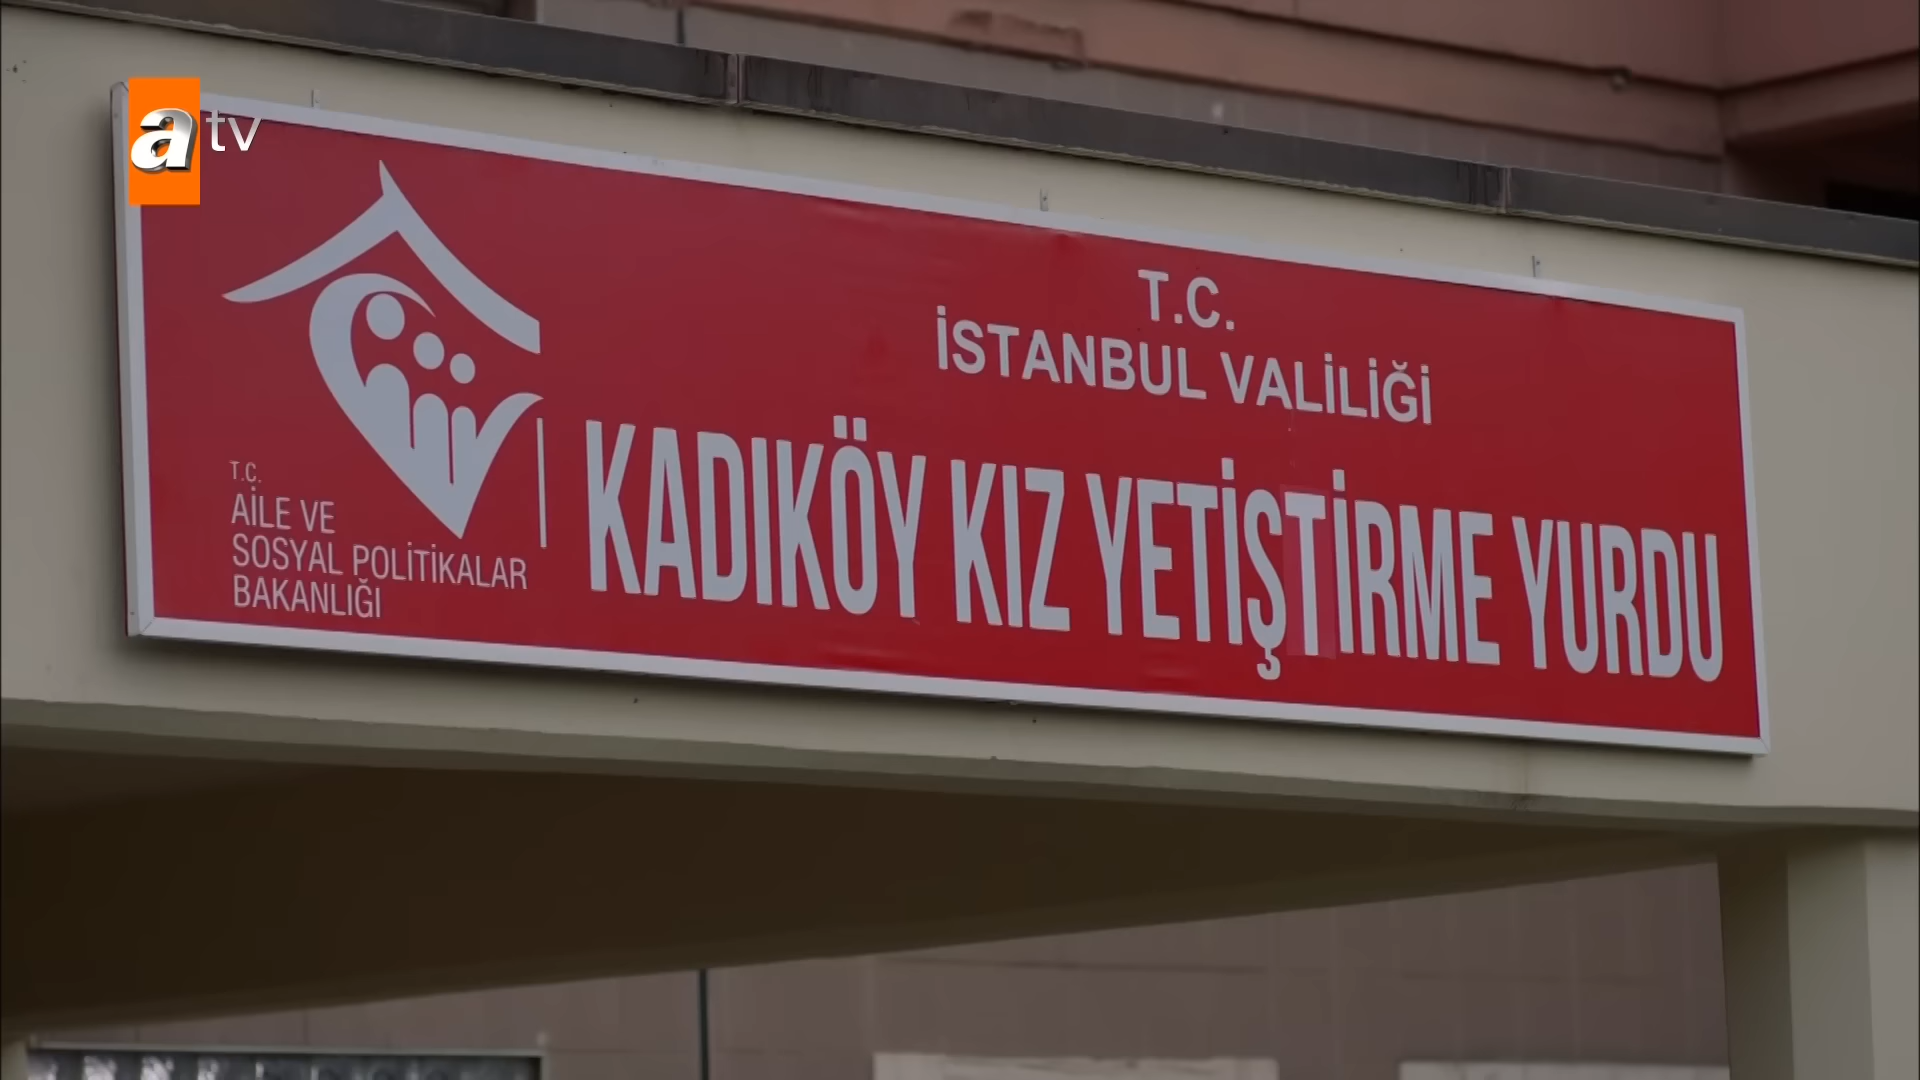 atv
T.C.
İSTANBUL VALİLİĞİ
KADIKÖY KIZ YETİŞTİRME YURDU
T.C.
AİLE VE
SOSYAL POLİTİKALAR
BAKANLIĞI